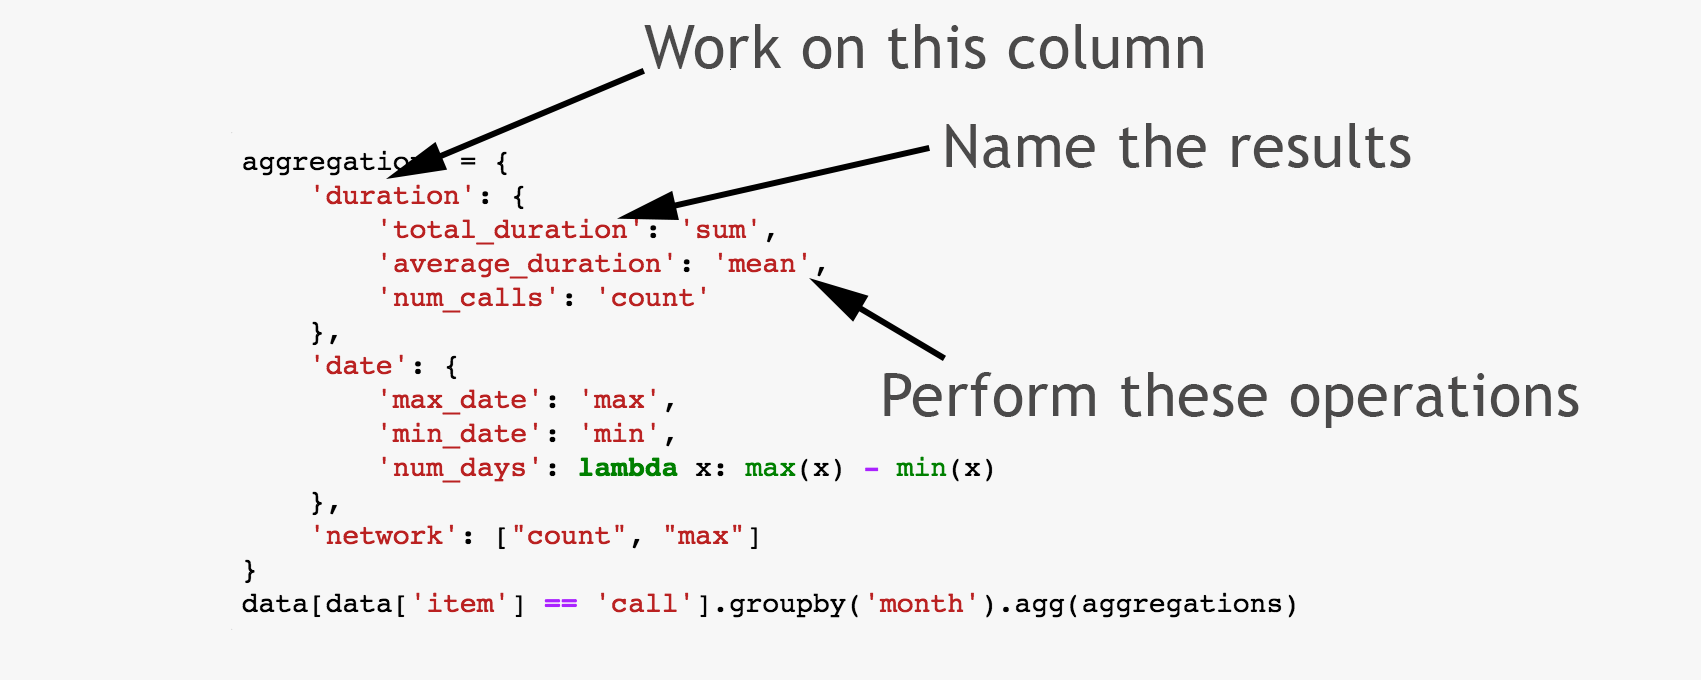 Work on this column
Name the results
aggregations = {
    'duration': {
        'total_duration': 'sum',
        'average_duration': 'mean',
        'num_calls': 'count'
    },
    'date': {
        'max_date': 'max',
        'min_date': 'min',
        'num_days': lambda x: max(x) - min(x)
    },
    'network': ["count", "max"]
}
data[data['item'] == 'call'].groupby('month').agg(aggregations)
Perform these operations